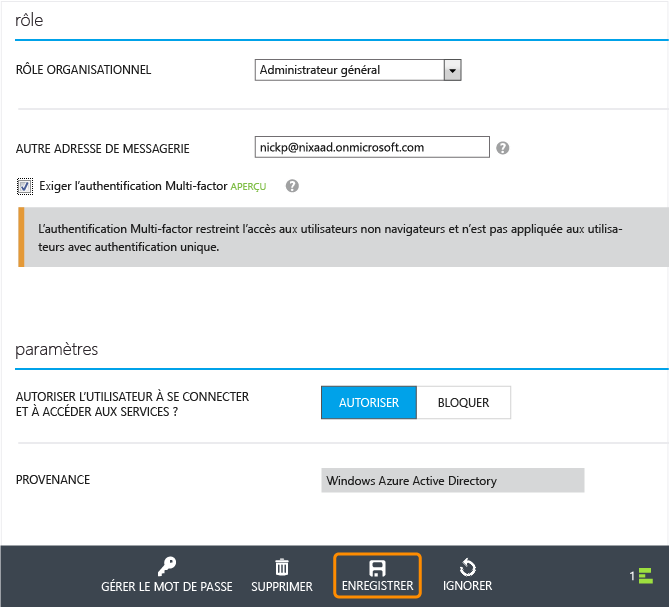 rôle
RÔLE ORGANISATIONNEL
Administrateur général
AUTRE ADRESSE DE MESSAGERIE
nickp@nixaad.onmicrosoft.com
?
Exiger l'authentification Multi-factor APERÇU
?
L'authentification Multi-factor restreint l'accès aux utilisateurs non navigateurs et n'est pas appliquée aux utilisa-
teurs avec authentification unique.
paramètres
AUTORISER L'UTILISATEUR À SE CONNECTER
ET À ACCÉDER AUX SERVICES ?
AUTORISER
BLOQUER
PROVENANCE
Windows Azure Active Directory
GÉRER LE MOT DE PASSE
SUPPRIMER
ENREGISTRER
IGNORER
1